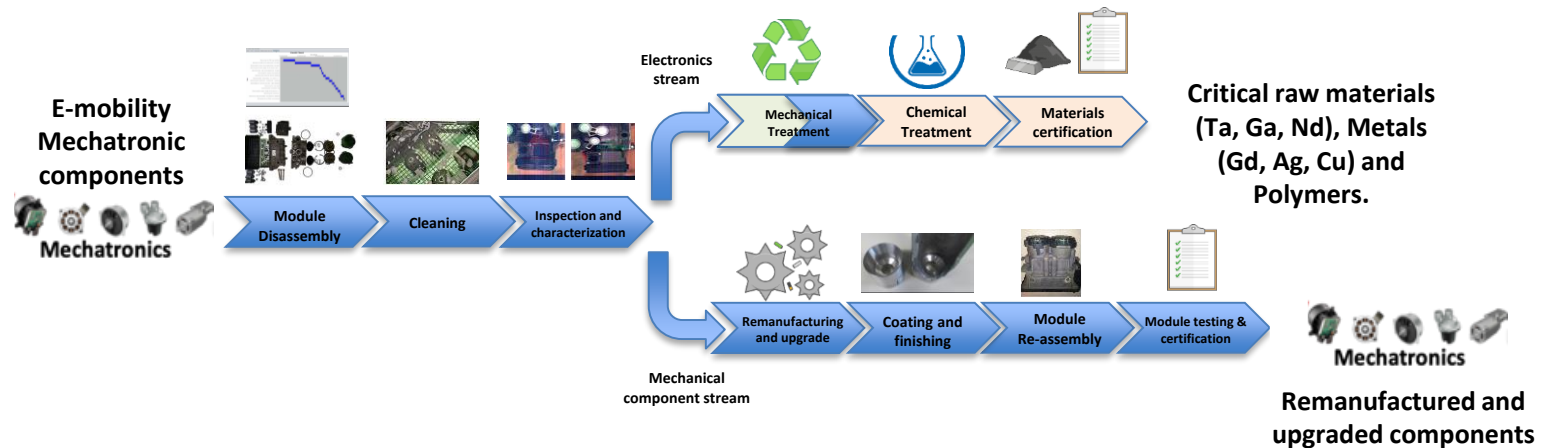 E-mobility
Mechatronic
components
Mechatronics
Module
Disassembly
Cleaning
Inspection and
characterization
Electronics
stream
Mechanical
Treatment
Chemical
Treatment
Materials
certification
Critical raw materials
(Ta, Ga, Nd), Metals
(Gd, Ag, Cu) and
Polymers.
Mechanical
component stream
Remanufacturing
and upgrade
Coating and
finishing
Module
Re-assembly
Module testing &
certification
Mechatronics
Remanufactured and
upgraded components